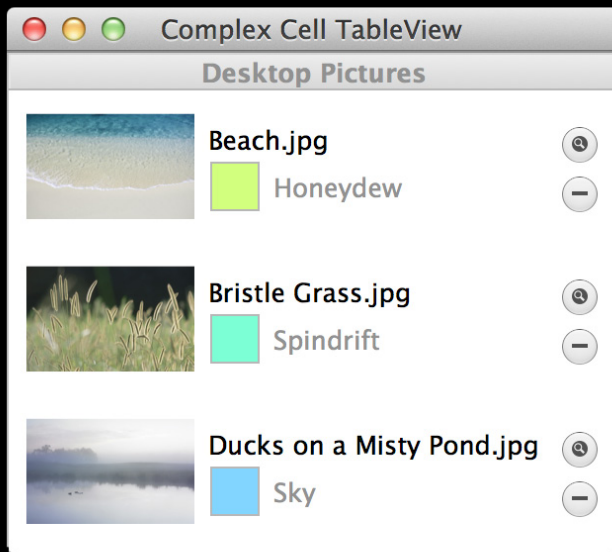 Complex Cell TableView
Desktop Pictures
Beach.jpg
Honeydew
Bristle Grass.jpg
Spindrift
Ducks on a Misty Pond.jpg
Sky